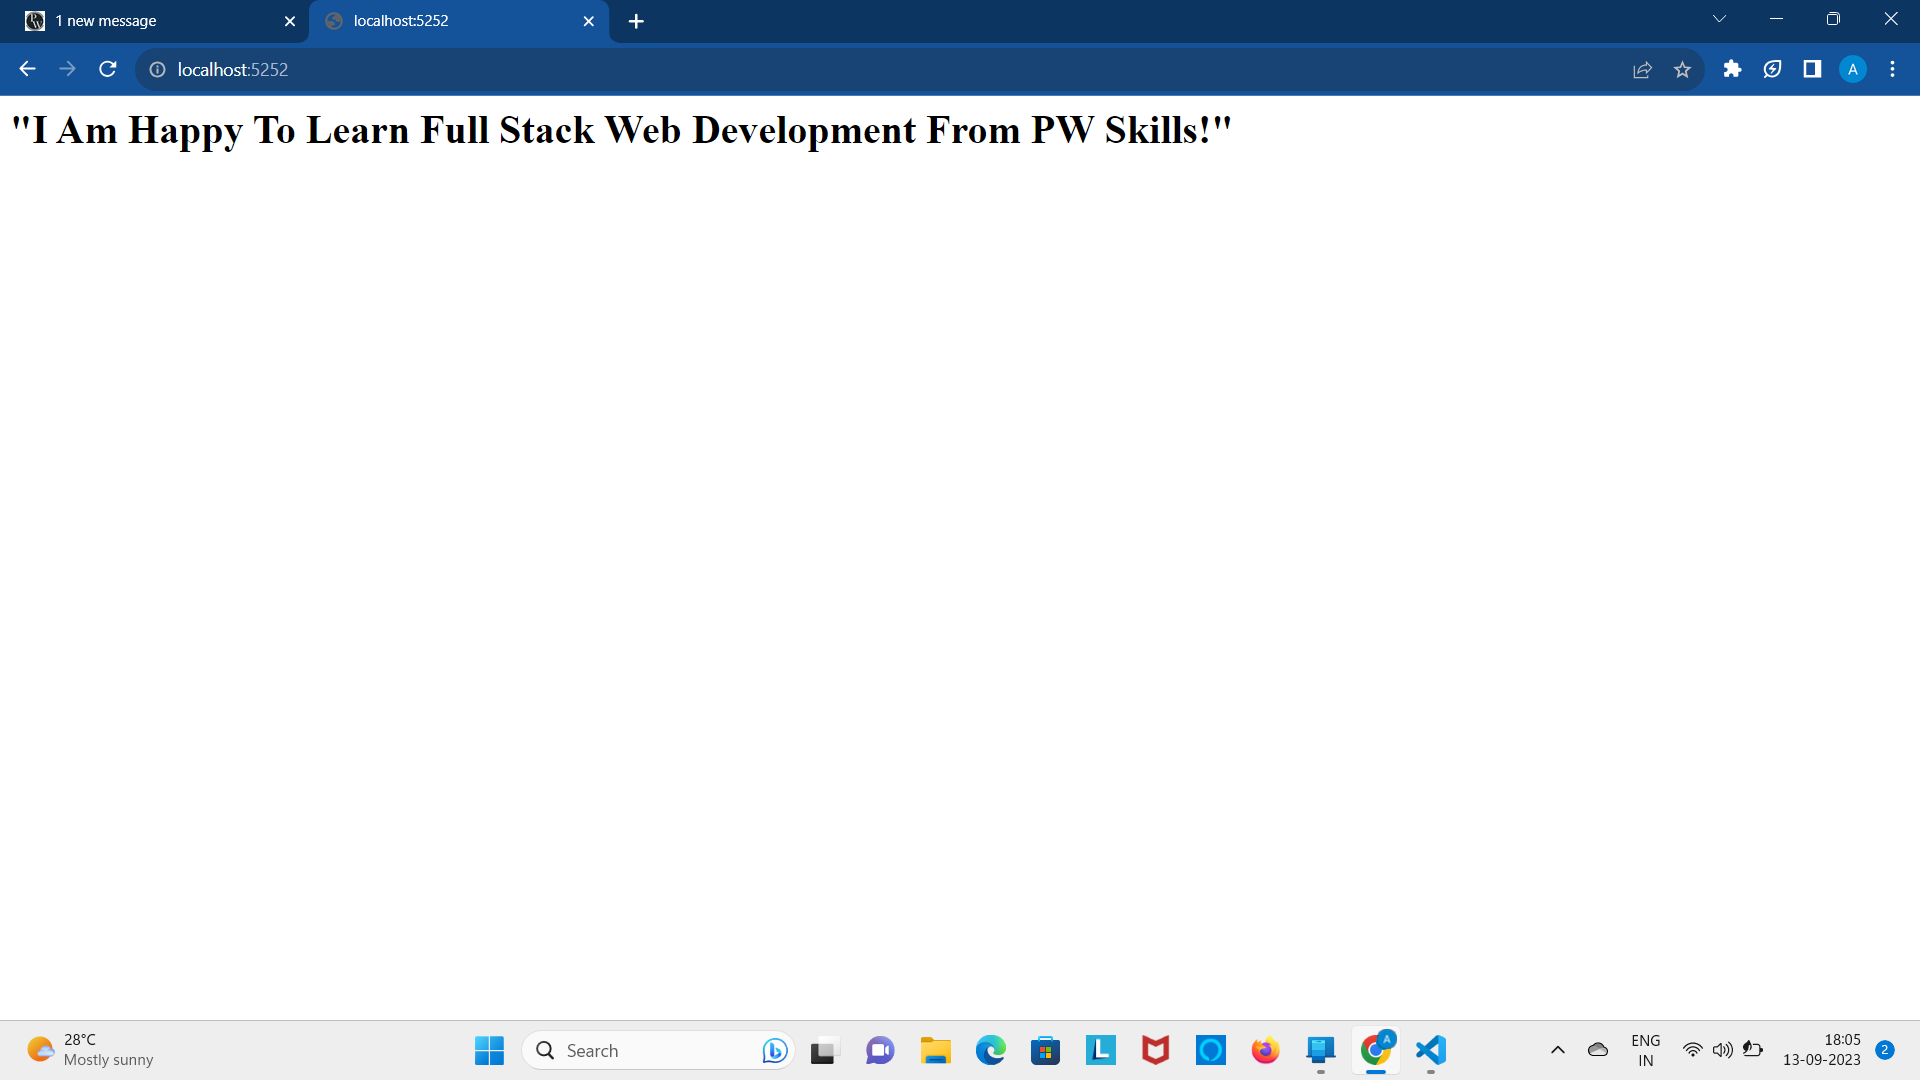 1 new message
localhost:5252
localhost:5252
A
"I Am Happy To Learn Full Stack Web Development From PW Skills!"
28°C
Mostly sunny
Search
A
ENG
IN
18:05
13-09-2023
2